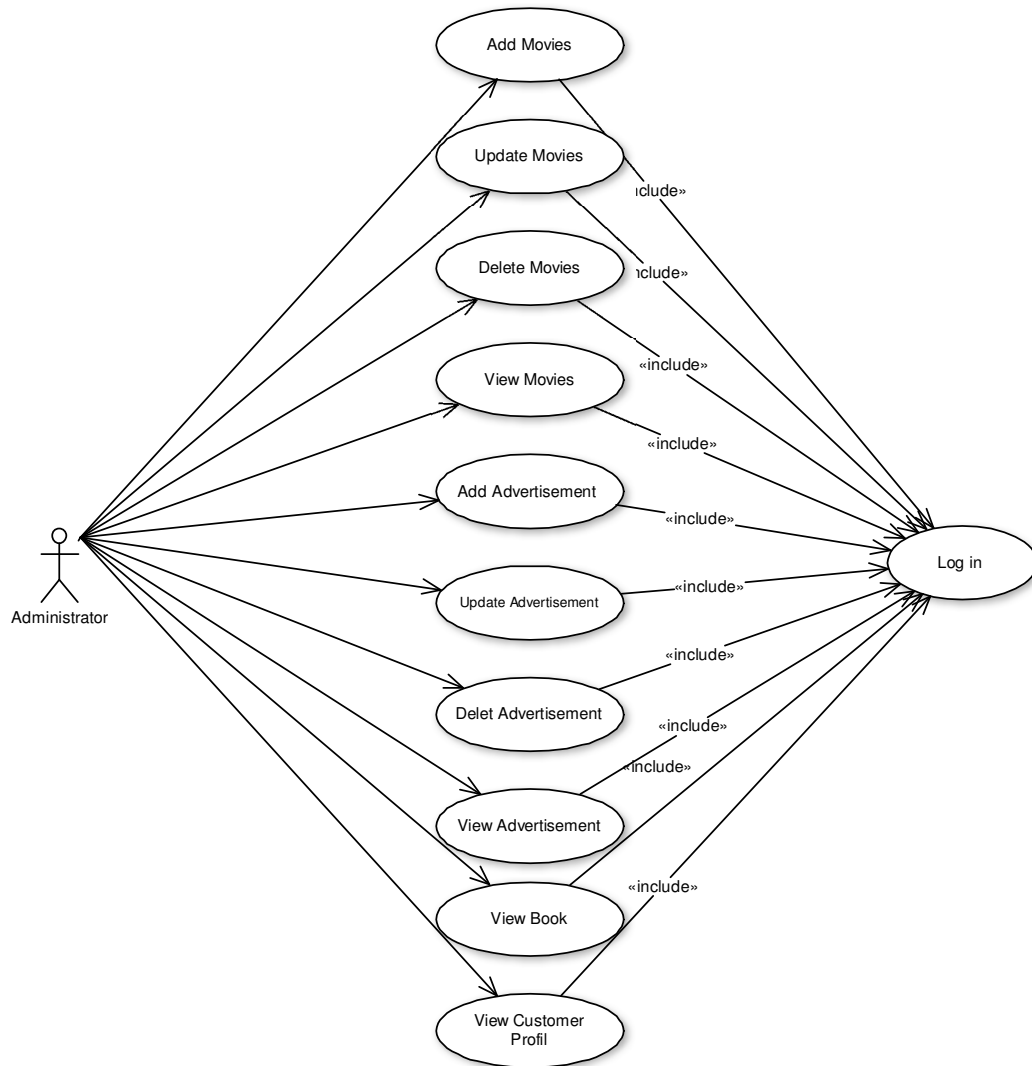 Add Movies
Update Movies
nclude»
Delete Movies
nclude»
«include»
View Movies
«include»
Add Advertisement
«include»
Log in
Administrator
Update Advertisement
«include»
«include»
Delet Advertisement
«include»
«include»
View Advertisement
«include»
View Book
View Customer
Profil